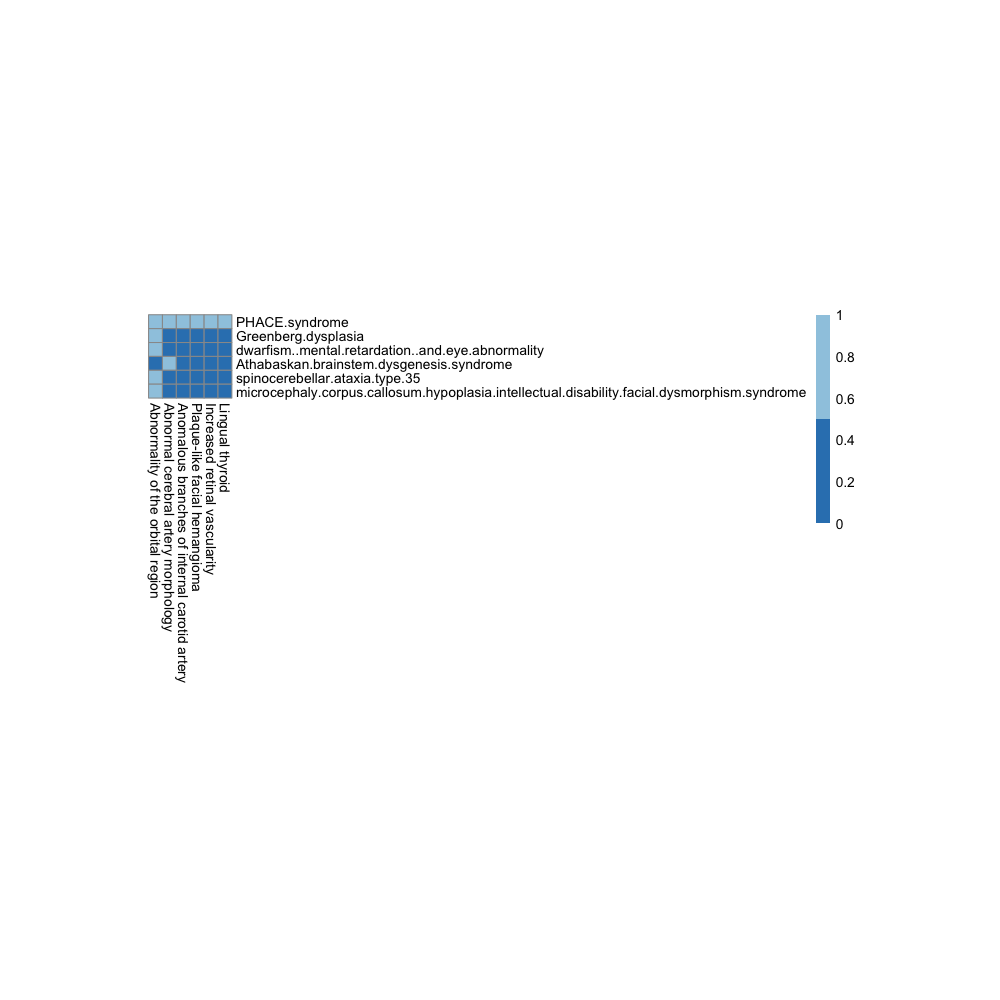 PHACE.syndrome
Greenberg.dysplasia
dwarfism..mental.retardation..and.eye.abnormality
Athabaskan.brainstem.dysgenesis.syndrome
spinocerebellar.ataxia.type.35
microcephaly.corpus.callosum.hypoplasia.intellectual.disability.facial.dysmorphism.syndrome
Abnormality of the orbital region
Abnormal cerebral artery morphology
Anomalous branches of internal carotid artery
Plaque-like facial hemangioma
Increased retinal vascularity
Lingual thyroid
1
0.8
0.6
0.4
0.2
0